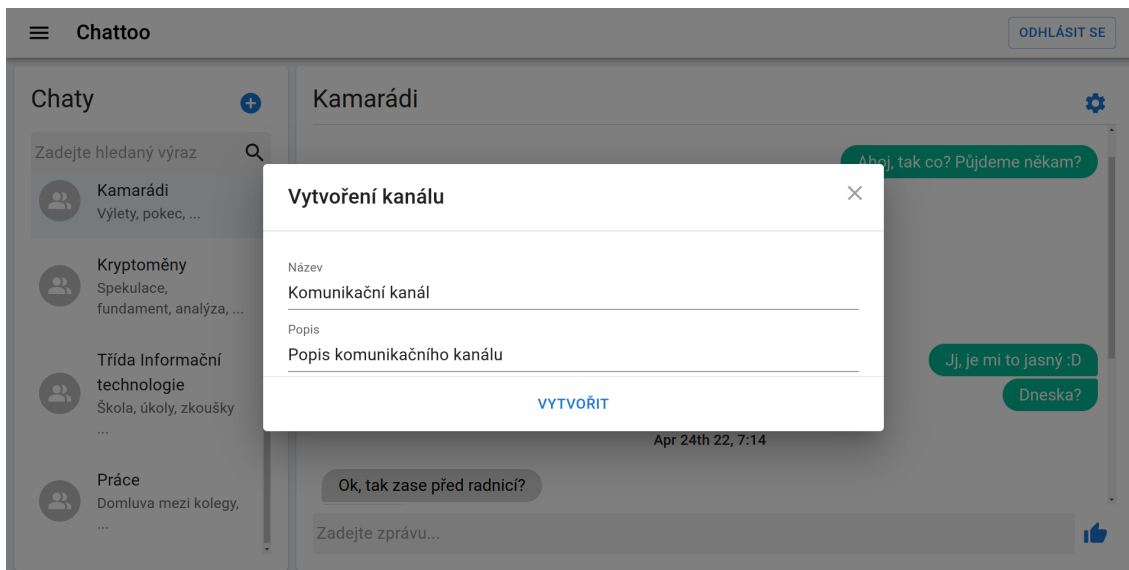 Chattoo
ODHLÁSIT SE
Chaty
Zadejte hledaný výraz
Kamarádi
Výlety, pokec, ...
Kryptoměny
Spekulace,
fundament, analýza, ...
Třída Informační
technologie
Škola, úkoly, zkoušky
...
Práce
Domluva mezi kolegy,
...
Kamarádi
Ahoj, tak co? Půjdeme někam?
Jj, je mi to jasný :D
Dneska?
Apr 24th 22, 7:14
Ok, tak zase před radnicí?
Zadejte zprávu...
Vytvoření kanálu
Název
Komunikační kanál
Popis
Popis komunikačního kanálu
VYTVOŘIT